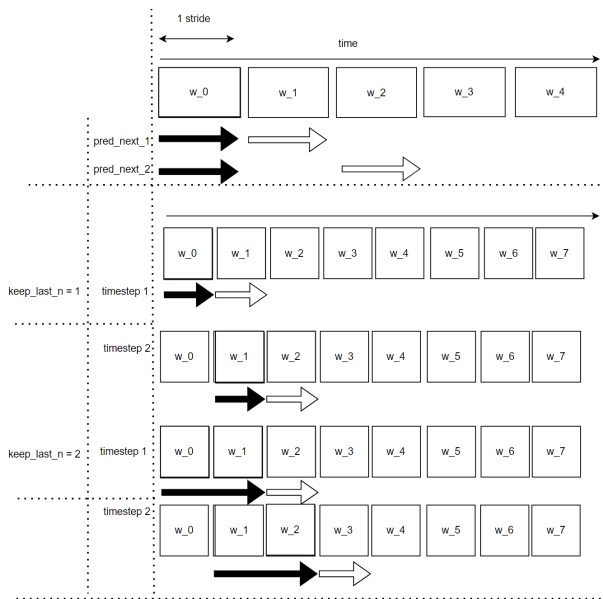 1 stride
time
w_0 w_1 w_2 w_3 w_4
pred_next_1
pred_next_2
w_0 w_1 w_2 w_3 w_4 w_5 w_6 w_7
keep_last_n = 1 timestep 1
timestep 2
w_0 w_1 w_2 w_3 w_4 w_5 w_6 w_7
keep_last_n = 2 timestep 1 w_0 w_1 w_2 w_3 w_4 w_5 w_6 w_7
timestep 2
w_0 w_1 w_2 w_3 w_4 w_5 w_6 w_7